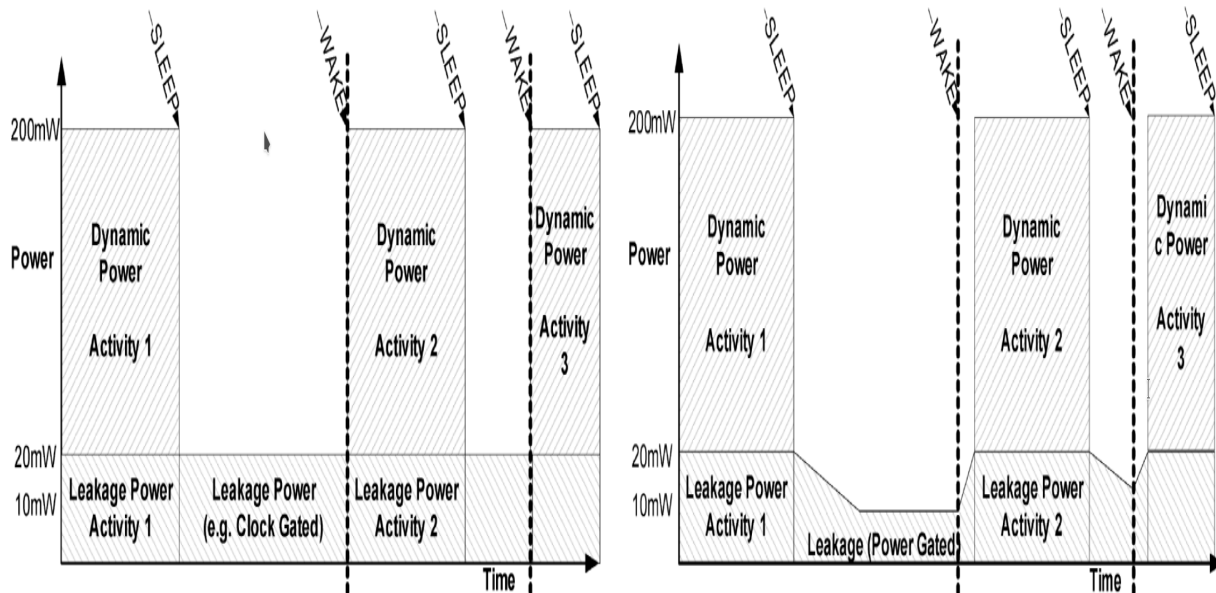 SLEEP
WAKE
SLEEP
WAKE
SLEEP
200mW
Power
20mW
10mW
Dynamic
Power
Activity 1
Dynamic
Power
Activity 2
Dynamic
Power
Activity
3
Leakage Power
Activity 1
Leakage Power
(e.g. Clock Gated)
Leakage Power
Activity 2
Time
SLEEP
WAKE
SLEEP
WAKE
SLEEP
200mW
Power
20mW
10mW
Dynamic
Power
Activity 1
Dynamic
Power
Activity 2
Dynami
c Power
Activity
3
Leakage Power
Activity 1
Leakage (Power Gated)
Leakage Power
Activity 2
Time